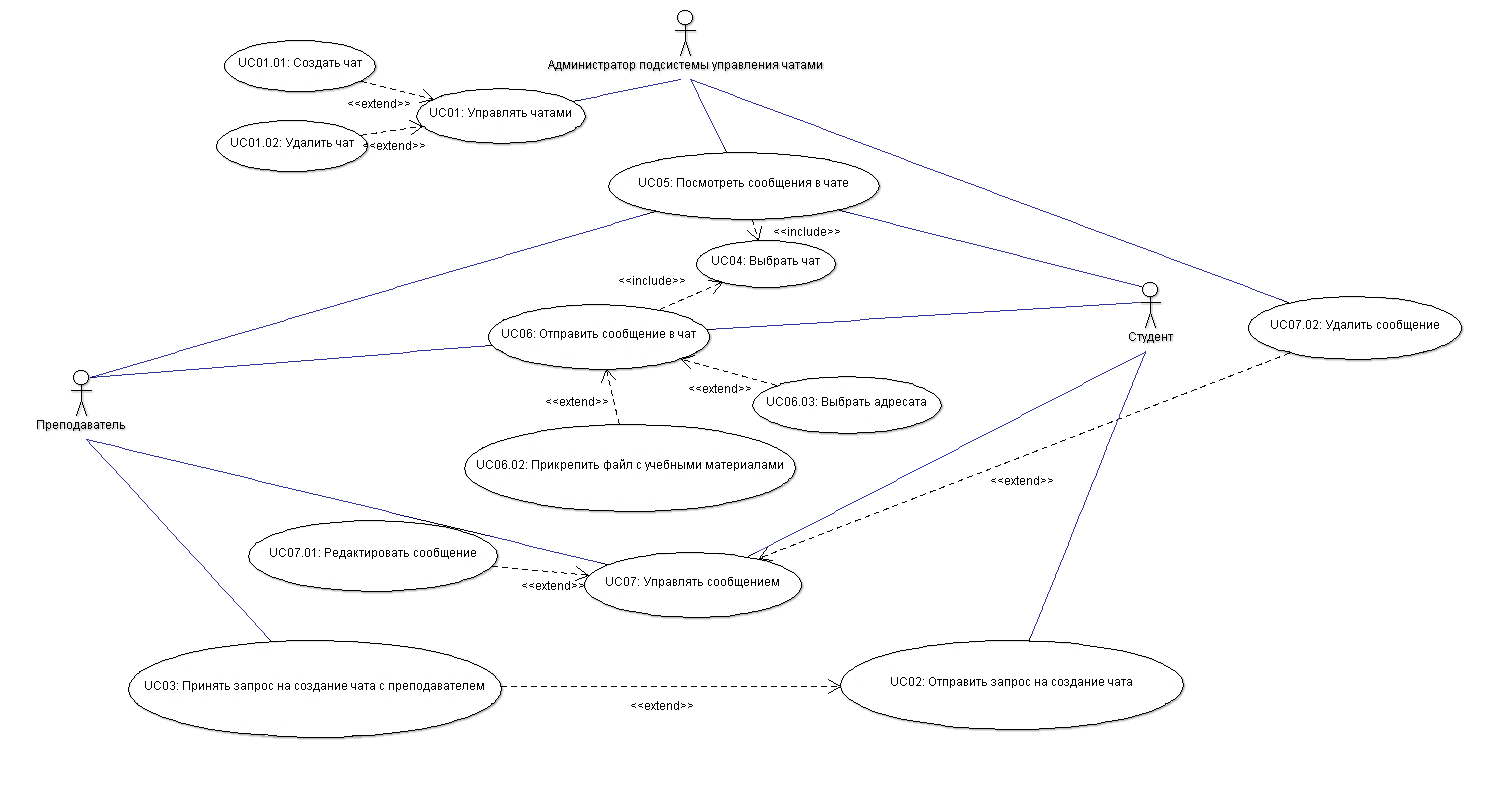 Администратор подсистемы управления чатами
UC01.01: Создать чат
<<extend>>
UC01: Управлять чатами
UC01.02: Удалить чат
<<extend>>
UC05: Посмотреть сообщения в чате
<<include>>
UC04: Выбрать чат
<<include>>
UC06: Отправить сообщение в чат
Студент
UC07.02: Удалить сообщение
<<extend>>
UC06.03: Выбрать адресата
<<extend>>
Преподаватель
UC06.02: Прикрепить файл с учебными материалами
<<extend>>
UC07.01: Редактировать сообщение
<<extend>>
UC07: Управлять сообщением
UC03: Принять запрос на создание чата с преподавателем
<<extend>>
UC02: Отправить запрос на создание чата